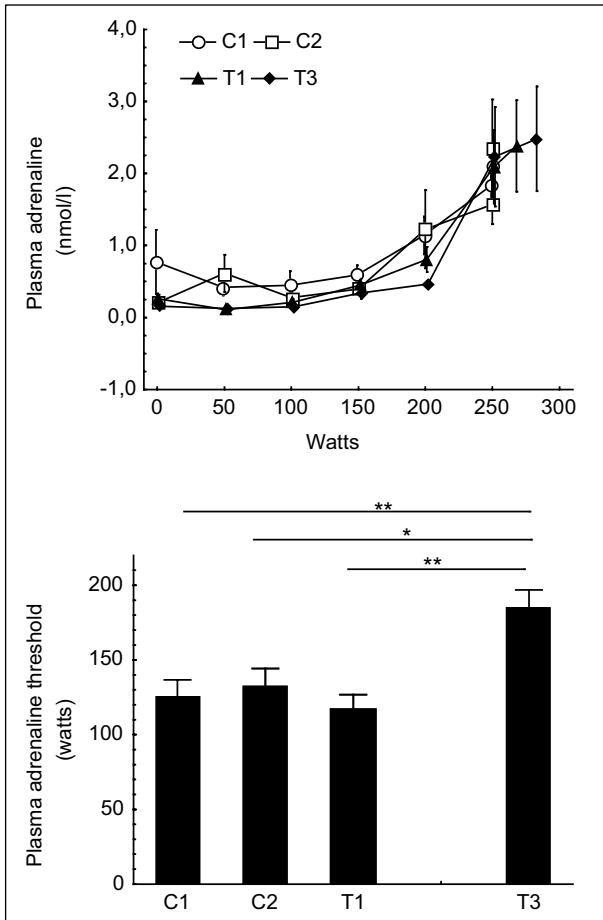 4,0
C1 C2
T1 T3
3,0
2,0
1,0
0,0
-1,0
Plasma adrenaline
(nmol/l)
0 50 100 150 200 250 300
Watts
**
*
**
200
150
100
50
0
Plasma adrenaline threshold
(watts)
C1 C2 T1 T3